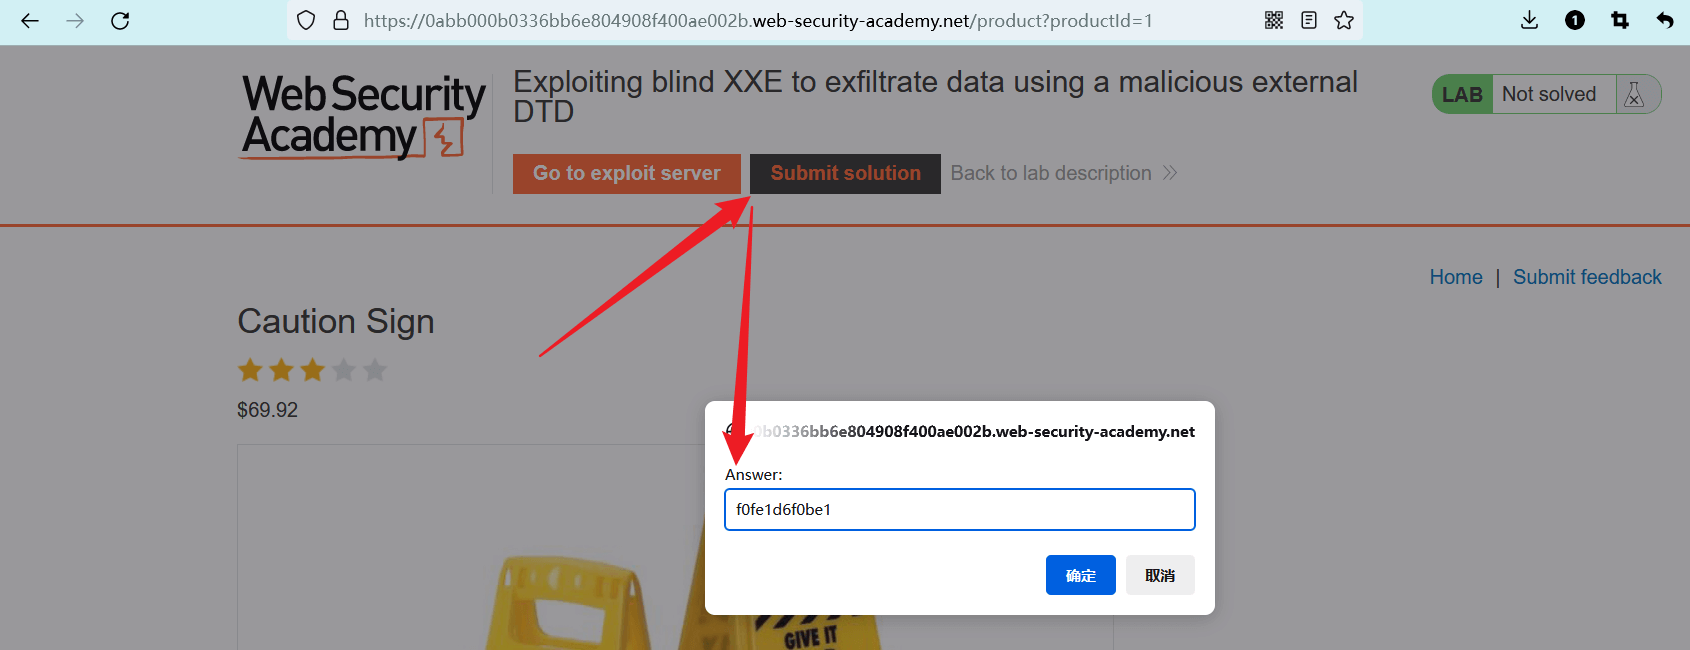 https://0abb000b0336bb6e804908f400ae002b.web-security-academy.net/product?productId=1
1
Web Security
Academy
Exploiting blind XXE to exfiltrate data using a malicious external
DTD
LAB Not solved
Go to exploit server
Submit solution
Back to lab description
Home | Submit feedback
Caution Sign
$69.92
0b0336bb6e804908f400ae002b.web-security-academy.net
Answer:
f0fe1d6f0be1
确定
取消
GIVE IT